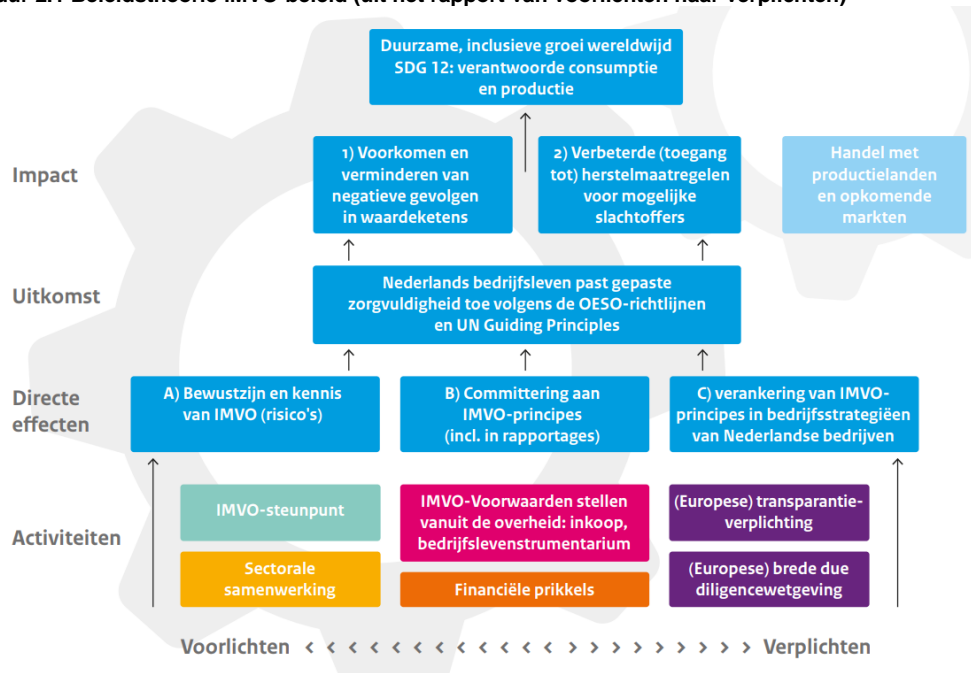 Duurzame, inclusieve groei wereldwijd
SDG 12: verantwoorde consumptie
en productie
Impact
1) Voorkomen en
verminderen van
negatieve gevolgen
in waardeketens
2) Verbeterde (toegang
tot) herstelmaatregelen
voor mogelijke
slachtoffers
Handel met
productielanden
en opkomende
markten
Uitkomst
Nederlands bedrijfsleven past gepaste
zorgvuldigheid toe volgens de OESO-richtlijnen
en UN Guiding Principles
Directe
effecten
A) Bewustzijn en kennis
van IMVO (risico's)
B) Committering aan
IMVO-principes
(incl. in rapportages)
C) verankering van IMVO-
principes in bedrijfsstrategiëen
van Nederlandse bedrijven
Activiteiten
IMVO-steunpunt
Sectorale
samenwerking
IMVO-Voorwaarden stellen
vanuit de overheid: inkoop,
bedrijfslevenstrumentarium
Financiële prikkels
(Europese) transparantie-
verplichting
(Europese) brede due
diligencewetgeving
Voorlichten < < < < < < < < < < < < > > > > > > > > > Verplichten